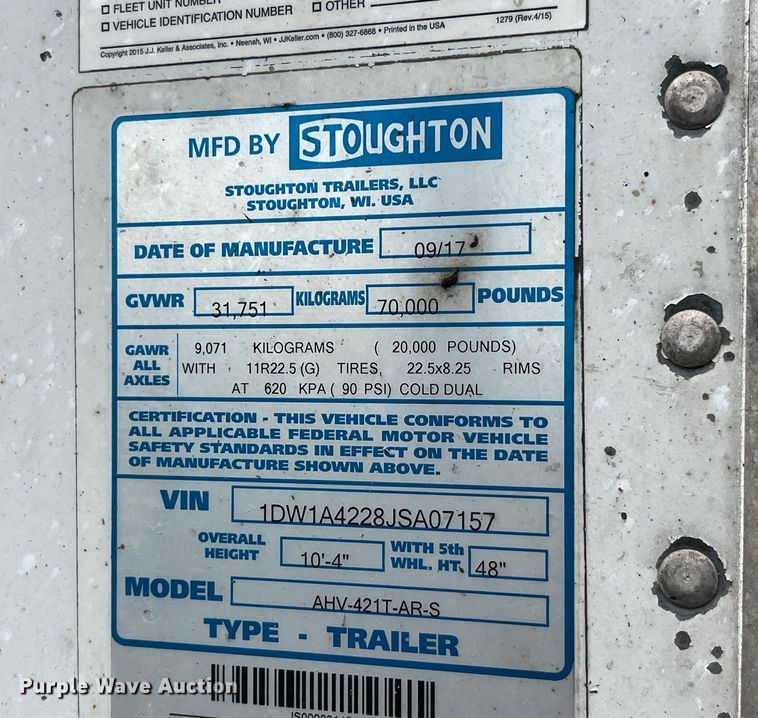 □ FLEET UNIT NUMBER
□ VEHICLE IDENTIFICATION NUMBER □ OTHER
Copyright 2015 J.J. Keller & Associates, Inc. • Neenah, WI • JJKeller.com • (800) 327-6868 • Printed in the USA 1279 (Rev.4/15)
MFD BY STOUGHTON
STOUGHTON TRAILERS, LLC
STOUGHTON, WI. USA
DATE OF MANUFACTURE 09/17
GVWR 31,751 KILOGRAMS 70,000 POUNDS
GAWR ALL AXLES
9,071 KILOGRAMS ( 20,000 POUNDS)
WITH 11R22.5 (G) TIRES, 22.5x8.25 RIMS
AT 620 KPA ( 90 PSI) COLD DUAL
CERTIFICATION - THIS VEHICLE CONFORMS TO
ALL APPLICABLE FEDERAL MOTOR VEHICLE
SAFETY STANDARDS IN EFFECT ON THE DATE
OF MANUFACTURE SHOWN ABOVE.
VIN 1DW1A4228JSA07157
OVERALL HEIGHT 10'-4" WITH 5th WHL. HT. 48"
MODEL AHV-421T-AR-S
TYPE - TRAILER
Purple Wave Auction